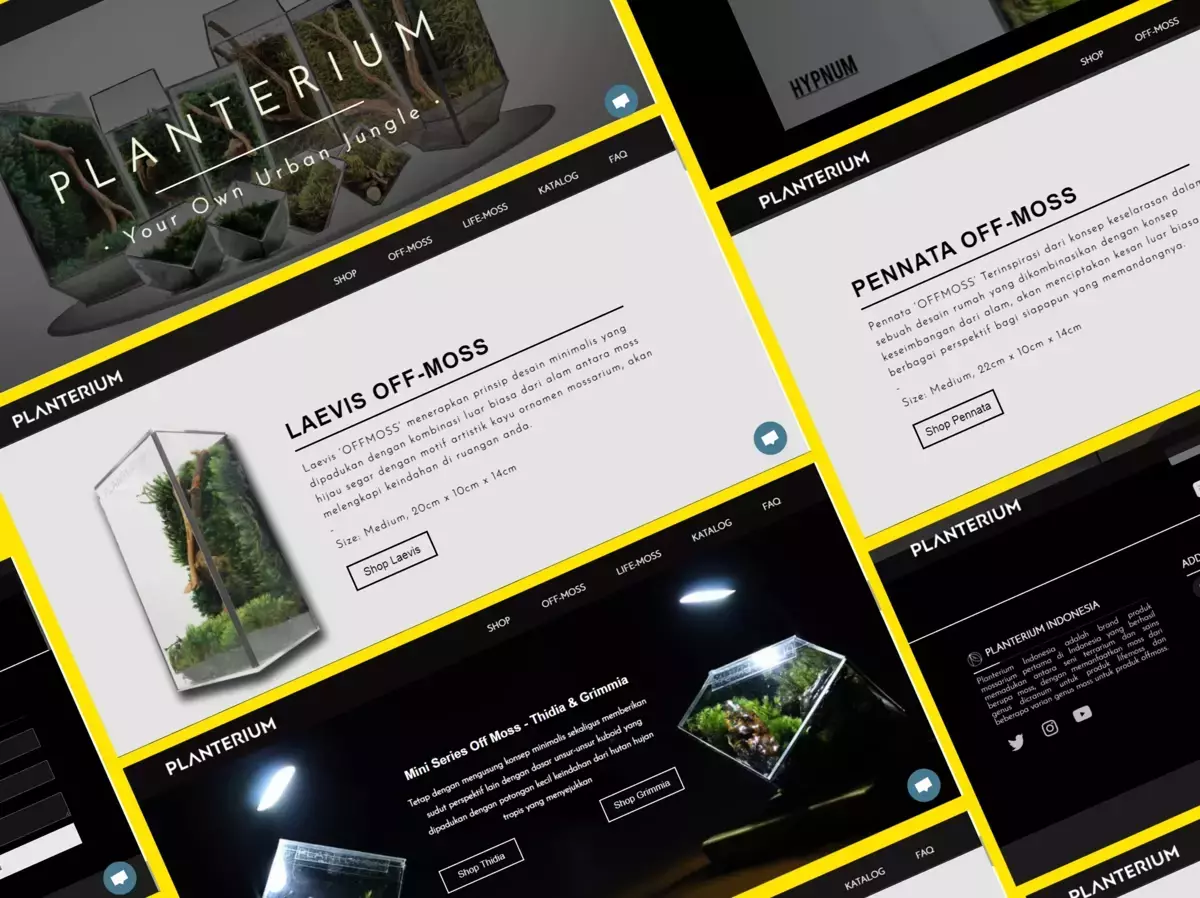 PLANTERIUM
· Your Own Urban Jungle ·
PLANTERIUM
SHOP
OFF-MOSS
LIFE-MOSS
KATALOG
FAQ
LAEVIS OFF-MOSS
Laevis 'OFFMOSS' menerapkan prinsip desain minimalis yang
dipadukan dengan kombinasi luar biasa dari alam antara moss
hijau segar dengan motif artistik kayu ornamen mossarium, akan
melengkapi keindahan di ruangan anda.
-
Size: Medium, 20cm x 10cm x 14cm
Shop Laevis
PLANTERIUM
SHOP
OFF-MOSS
LIFE-MOSS
KATALOG
FAQ
Mini Series Off Moss - Thidia & Grimmia
Tetap dengan mengusung konsep minimalis sekaligus memberikan
sudut perspektif lain dengan dasar unsur-unsur kuboid yang
dipadukan dengan potongan kecil keindahan dari hutan hujan
tropis yang menyejukkan
Shop Thidia
Shop Grimmia
HYPNUM
PLANTERIUM
SHOP
OFF-MOSS
PENNATA OFF-MOSS
Pennata 'OFFMOSS' Terinspirasi dari konsep keselarasan dalam
sebuah desain rumah yang dikombinasikan dengan konsep
keseimbangan dari alam, akan menciptakan kesan luar biasa
berbagai perspektif bagi siapapun yang memandangnya.
-
Size: Medium, 22cm x 10cm x 14cm
Shop Pennata
PLANTERIUM
PLANTERIUM INDONESIA
Planterium Indonesia adalah brand produk
mossarium pertama di Indonesia yang berhasil
memadukan antara seni terrarium dan sains
berupa moss, dengan memanfaatkan moss dari
genus dicranum untuk produk lifemoss dan
beberapa varian genus moss untuk produk offmoss.
ADD
KATALOG
FAQ
PLANTERIUM